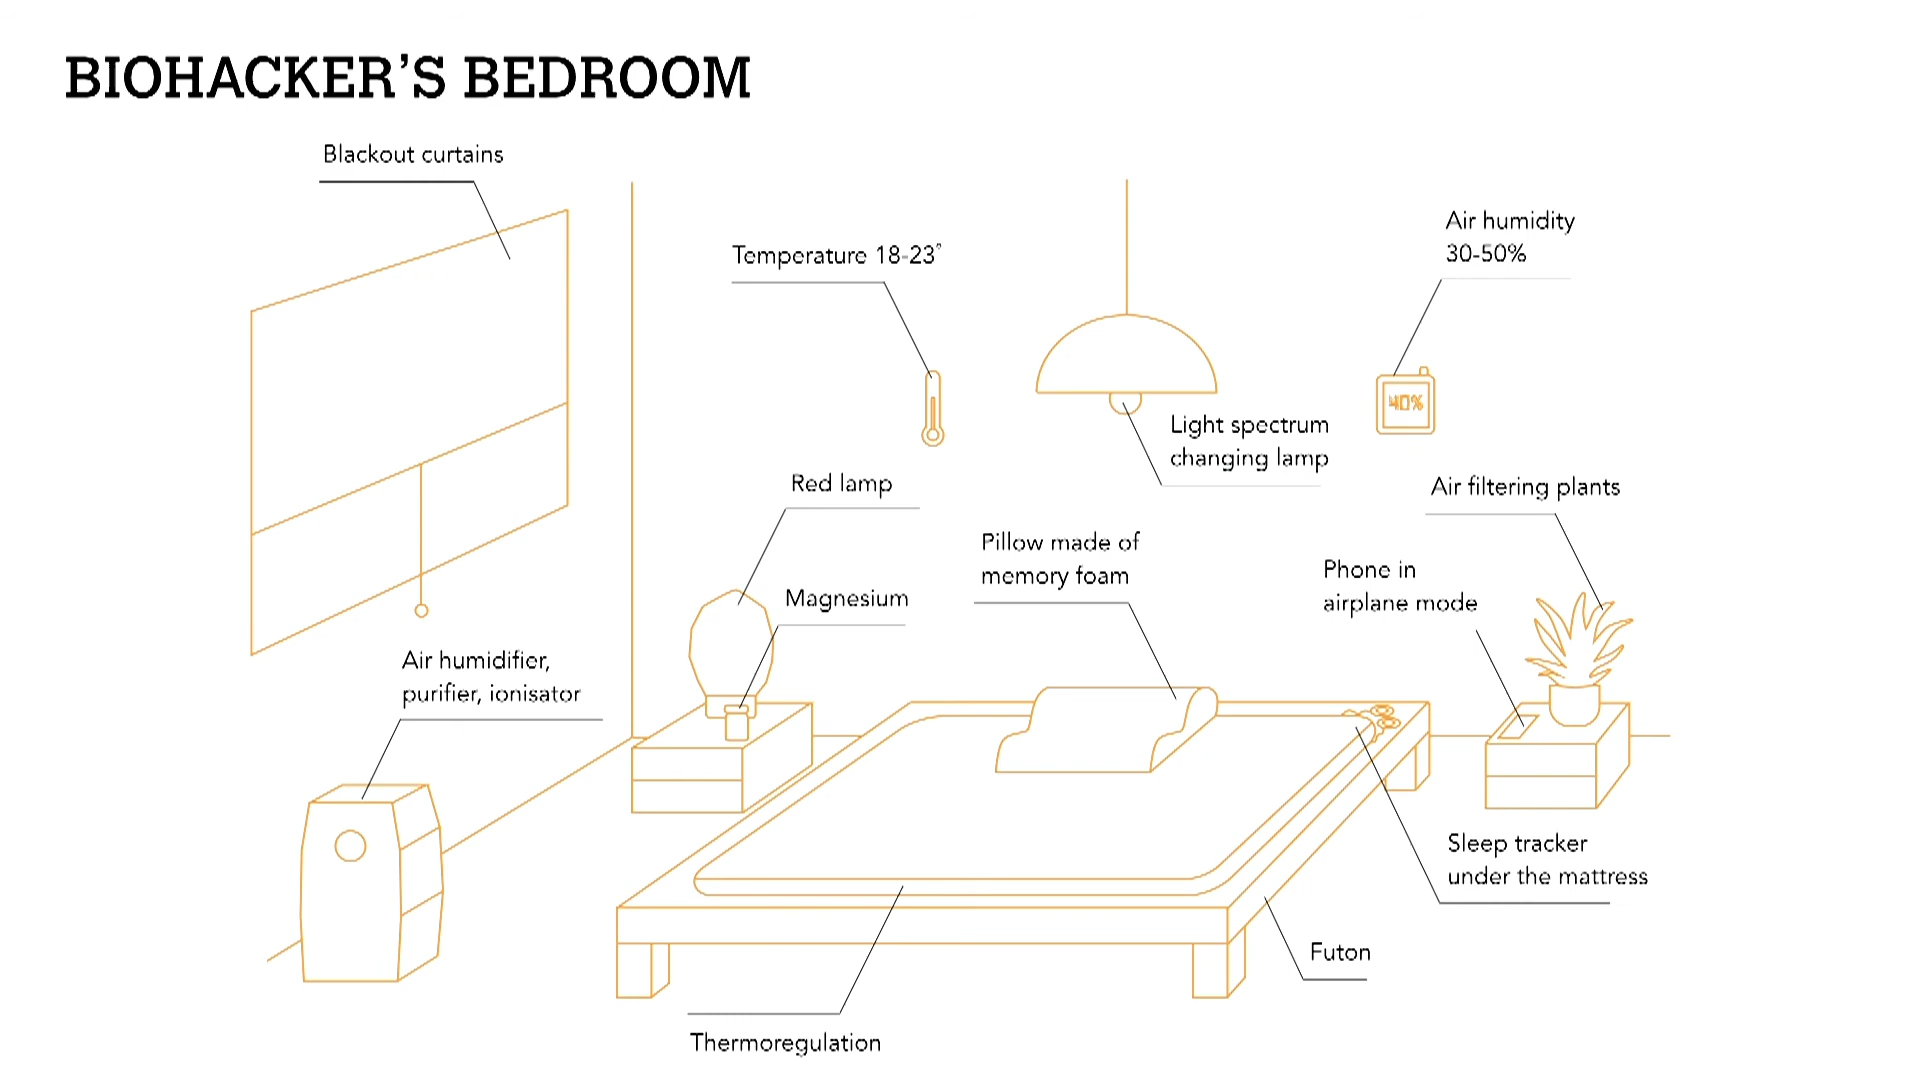 BIOHACKER’S BEDROOM
Blackout curtains
Temperature 18-23°
Air humidity
30-50%
40%
Light spectrum
changing lamp
Red lamp
Air filtering plants
Pillow made of
memory foam
Phone in
airplane mode
Magnesium
Air humidifier,
purifier, ionisator
Sleep tracker
under the mattress
Futon
Thermoregulation